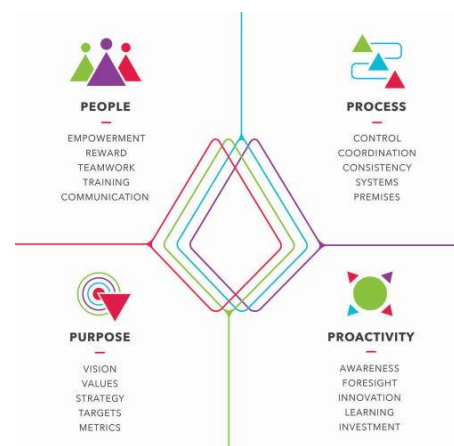 PEOPLE
EMPOWERMENT
REWARD
TEAMWORK
TRAINING
COMMUNICATION
PROCESS
CONTROL
COORDINATION
CONSISTENCY
SYSTEMS
PREMISES
PURPOSE
VISION
VALUES
STRATEGY
TARGETS
METRICS
PROACTIVITY
AWARENESS
FORESIGHT
INNOVATION
LEARNING
INVESTMENT